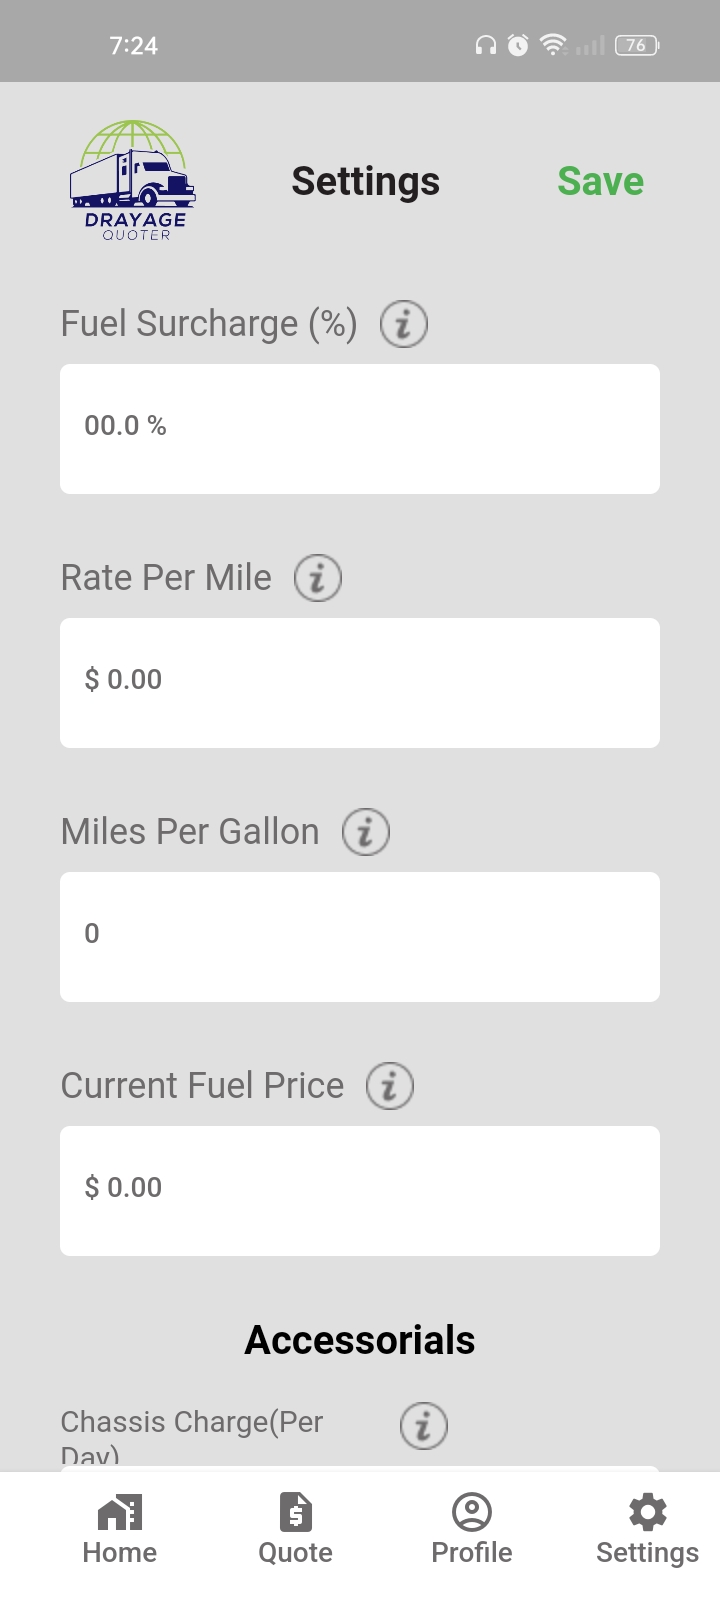 7:24
76
DRAYAGE
QUOTER
Settings
Save
Fuel Surcharge (%)
00.0 %
Rate Per Mile
$ 0.00
Miles Per Gallon
0
Current Fuel Price
$ 0.00
Accessorials
Chassis Charge(Per
Day)
Home
Quote
Profile
Settings